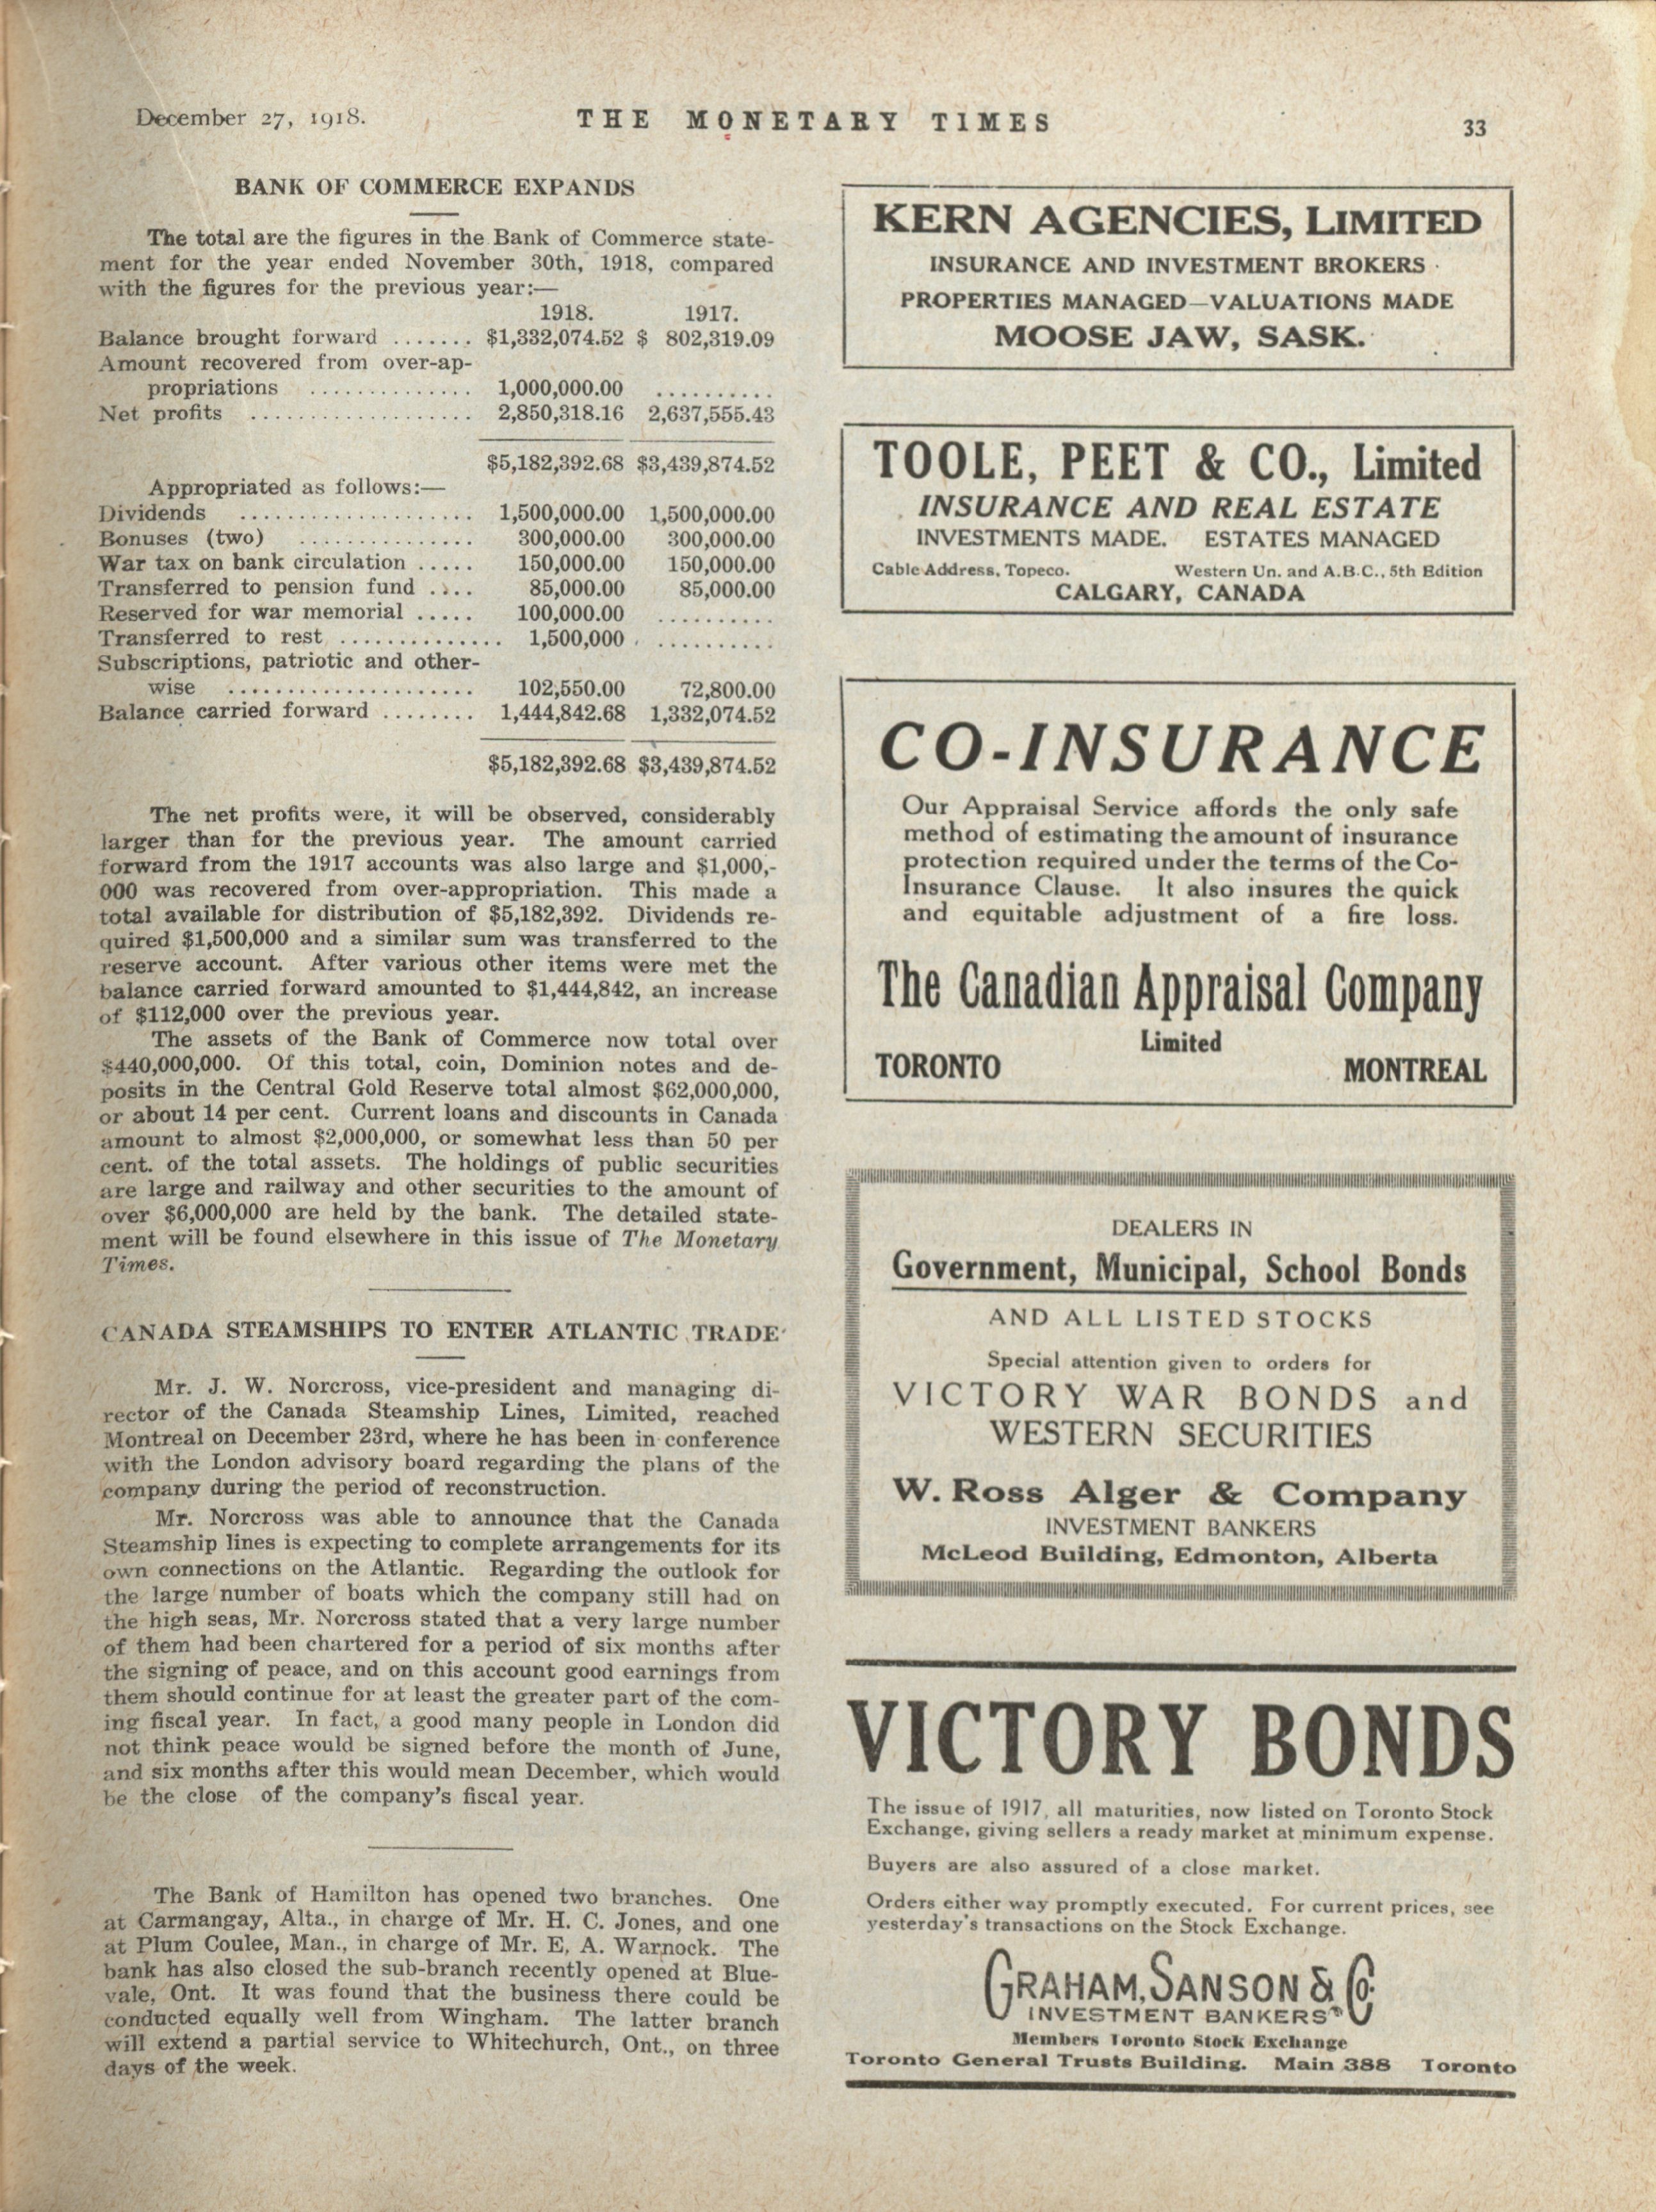 December 27, 1918.
THE MONETARY TIMES
33
BANK OF COMMERCE EXPANDS
The total are the figures in the Bank of Commerce state-
ment for the year ended November 30th, 1918, compared
with the figures for the previous year:—
1918. 1917.
Balance brought forward ....... $1,332,074.52 $ 802,319.09
Amount recovered from over-ap-
propriations .............. 1,000,000.00 ..........
Net profits ................... 2,850,318.16 2,637,555.43
$5,182,392.68 $3,439,874.52
Appropriated as follows:—
Dividends .................... 1,500,000.00 1,500,000.00
Bonuses (two) ............... 300,000.00 300,000.00
War tax on bank circulation ..... 150,000.00 150,000.00
Transferred to pension fund .... 85,000.00 85,000.00
Reserved for war memorial ..... 100,000.00 ..........
Transferred to rest .............. 1,500,000 ..........
Subscriptions, patriotic and other-
wise ..................... 102,550.00 72,800.00
Balance carried forward ........ 1,444,842.68 1,332,074.52
$5,182,392.68 $3,439,874.52
The net profits were, it will be observed, considerably
larger than for the previous year. The amount carried
forward from the 1917 accounts was also large and $1,000,-
000 was recovered from over-appropriation. This made a
total available for distribution of $5,182,392. Dividends re-
quired $1,500,000 and a similar sum was transferred to the
reserve account. After various other items were met the
balance carried forward amounted to $1,444,842, an increase
of $112,000 over the previous year.
The assets of the Bank of Commerce now total over
$440,000,000. Of this total, coin, Dominion notes and de-
posits in the Central Gold Reserve total almost $62,000,000,
or about 14 per cent. Current loans and discounts in Canada
amount to almost $2,000,000, or somewhat less than 50 per
cent. of the total assets. The holdings of public securities
are large and railway and other securities to the amount of
over $6,000,000 are held by the bank. The detailed state-
ment will be found elsewhere in this issue of The Monetary
Times.
CANADA STEAMSHIPS TO ENTER ATLANTIC TRADE
Mr. J. W. Norcross, vice-president and managing di-
rector of the Canada Steamship Lines, Limited, reached
Montreal on December 23rd, where he has been in conference
with the London advisory board regarding the plans of the
company during the period of reconstruction.
Mr. Norcross was able to announce that the Canada
Steamship lines is expecting to complete arrangements for its
own connections on the Atlantic. Regarding the outlook for
the large number of boats which the company still had on
the high seas, Mr. Norcross stated that a very large number
of them had been chartered for a period of six months after
the signing of peace, and on this account good earnings from
them should continue for at least the greater part of the com-
ing fiscal year. In fact, a good many people in London did
not think peace would be signed before the month of June,
and six months after this would mean December, which would
be the close of the company's fiscal year.
The Bank of Hamilton has opened two branches. One
at Carmangay, Alta., in charge of Mr. H. C. Jones, and one
at Plum Coulee, Man., in charge of Mr. E. A. Warnock. The
bank has also closed the sub-branch recently opened at Blue-
vale, Ont. It was found that the business there could be
conducted equally well from Wingham. The latter branch
will extend a partial service to Whitechurch, Ont., on three
days of the week.
KERN AGENCIES, LIMITED
INSURANCE AND INVESTMENT BROKERS
PROPERTIES MANAGED—VALUATIONS MADE
MOOSE JAW, SASK.
TOOLE, PEET & CO., Limited
INSURANCE AND REAL ESTATE
INVESTMENTS MADE. ESTATES MANAGED
Cable Address, Topeco. Western Un. and A.B.C., 5th Edition
CALGARY, CANADA
CO-INSURANCE
Our Appraisal Service affords the only safe
method of estimating the amount of insurance
protection required under the terms of the Co-
Insurance Clause. It also insures the quick
and equitable adjustment of a fire loss.
The Canadian Appraisal Company
Limited
TORONTO MONTREAL
DEALERS IN
Government, Municipal, School Bonds
AND ALL LISTED STOCKS
Special attention given to orders for
VICTORY WAR BONDS and
WESTERN SECURITIES
W. Ross Alger & Company
INVESTMENT BANKERS
McLeod Building, Edmonton, Alberta
VICTORY BONDS
The issue of 1917, all maturities, now listed on Toronto Stock
Exchange, giving sellers a ready market at minimum expense.
Buyers are also assured of a close market.
Orders either way promptly executed. For current prices, see
yesterday's transactions on the Stock Exchange.
GRAHAM, SANSON & Co.
INVESTMENT BANKERS
Members Toronto Stock Exchange
Toronto General Trusts Building. Main 388 Toronto